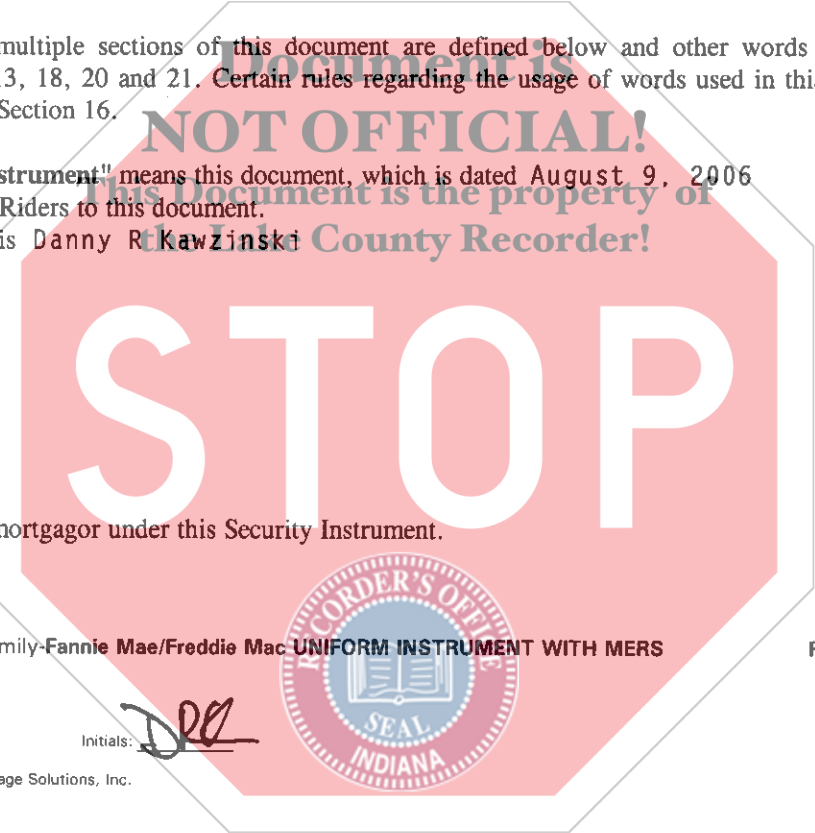 multiple sections of this document are defined below and other words
13, 18, 20 and 21. Certain rules regarding the usage of words used in this
Section 16.
Document is
NOT OFFICIAL!
This Document is the property of
the Lake County Recorder!
strument" means this document, which is dated August 9, 2006
Riders to this document.
is Danny R Kawzinski
STOP
mortgagor under this Security Instrument.
RECORDER'S OFFICE
SEAL
INDIANA
mily-Fannie Mae/Freddie Mac UNIFORM INSTRUMENT WITH MERS
Initials:
age Solutions, Inc.